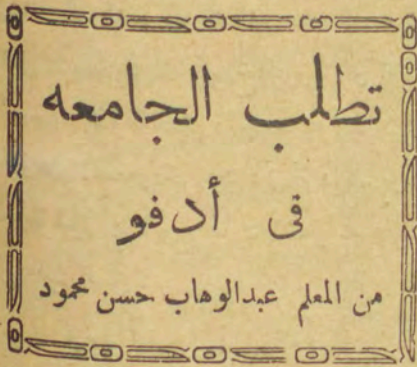 تطلب الجامعه
فى أدفو
من المعلم عبدالوهاب حسن محمود